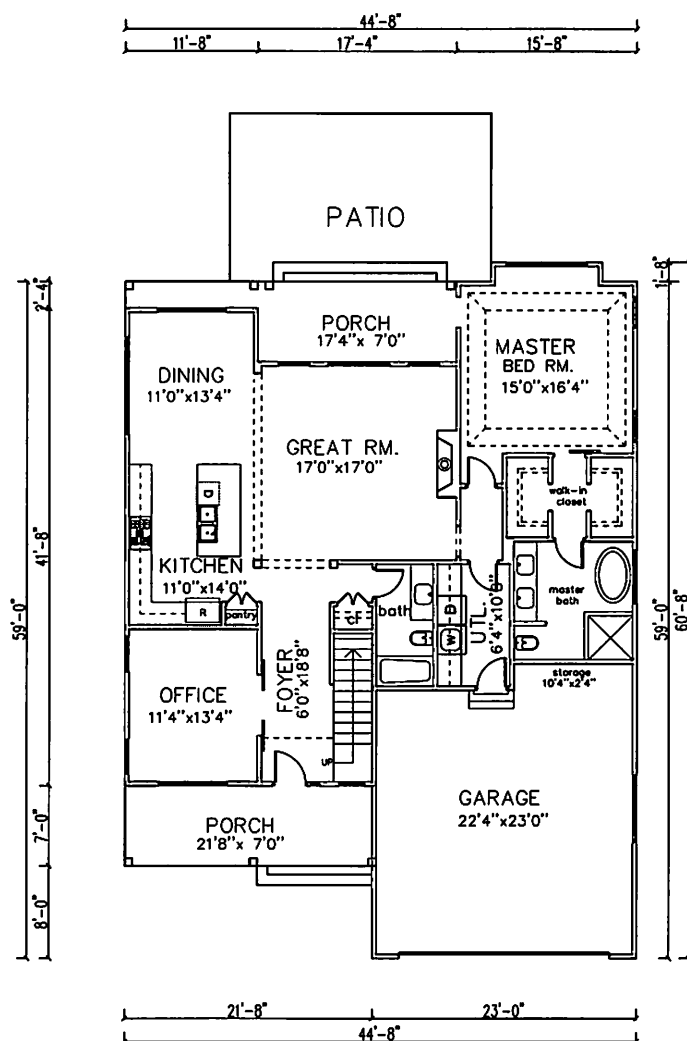 44'-8"
11'-8" 17'-4" 15'-8"
PATIO
2'-4"
1'-8"
PORCH
17'4"x 7'0"
MASTER
BED RM.
15'0"x16'4"
DINING
11'0"x13'4"
GREAT RM.
17'0"x17'0"
walk-in
closet
KITCHEN
11'0"x14'0"
R
pantry
CF
bath
D
W
UTL.
6'4"x10'8"
master
bath
41'-8"
59'-0"
59'-0"
60'-8"
OFFICE
11'4"x13'4"
FOYER
6'0"x18'8"
UP
storage
10'4"x2'4"
GARAGE
22'4"x23'0"
PORCH
21'8"x 7'0"
7'-0"
8'-0"
21'-8" 23'-0"
44'-8"